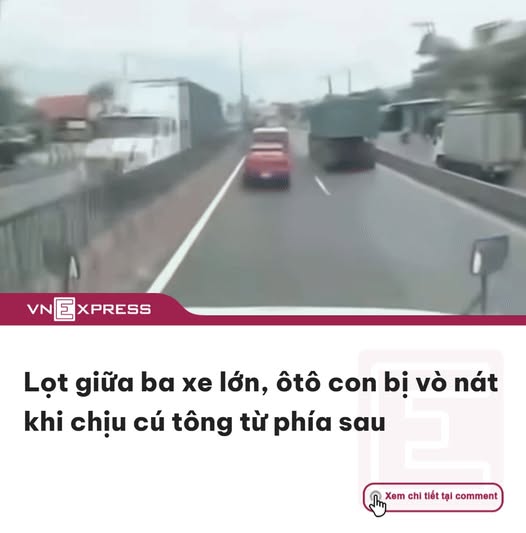 VNEXPRESS
Lọt giữa ba xe lớn, ôtô con bị vò nát
khi chịu cú tông từ phía sau
Xem chi tiết tại comment